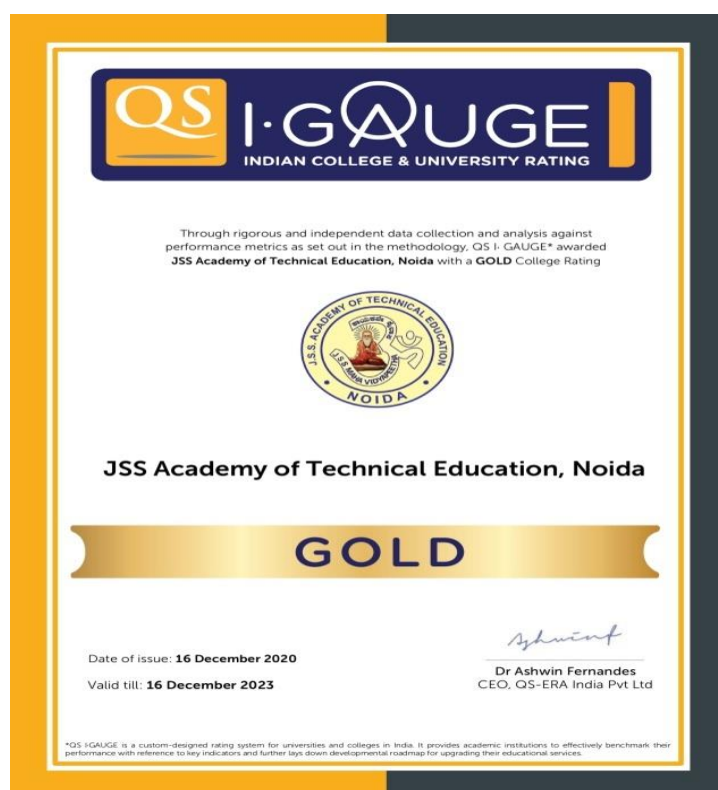 QS
I·GAUGE
INDIAN COLLEGE & UNIVERSITY RATING
Through rigorous and independent data collection and analysis against
performance metrics as set out in the methodology, QS I· GAUGE* awarded
JSS Academy of Technical Education, Noida with a GOLD College Rating
J.S.S. ACADEMY OF TECHNICAL EDUCATION
J.S.S. MAHA VIDYAPEETHA
NOIDA
JSS Academy of Technical Education, Noida
GOLD
Date of issue: 16 December 2020
Valid till: 16 December 2023
Ashwinf
Dr Ashwin Fernandes
CEO, QS-ERA India Pvt Ltd
*QS I·GAUGE is a custom-designed rating system for universities and colleges in India. It provides academic institutions to effectively benchmark their
performance with reference to key indicators and further lays down developmental roadmap for upgrading their educational services.